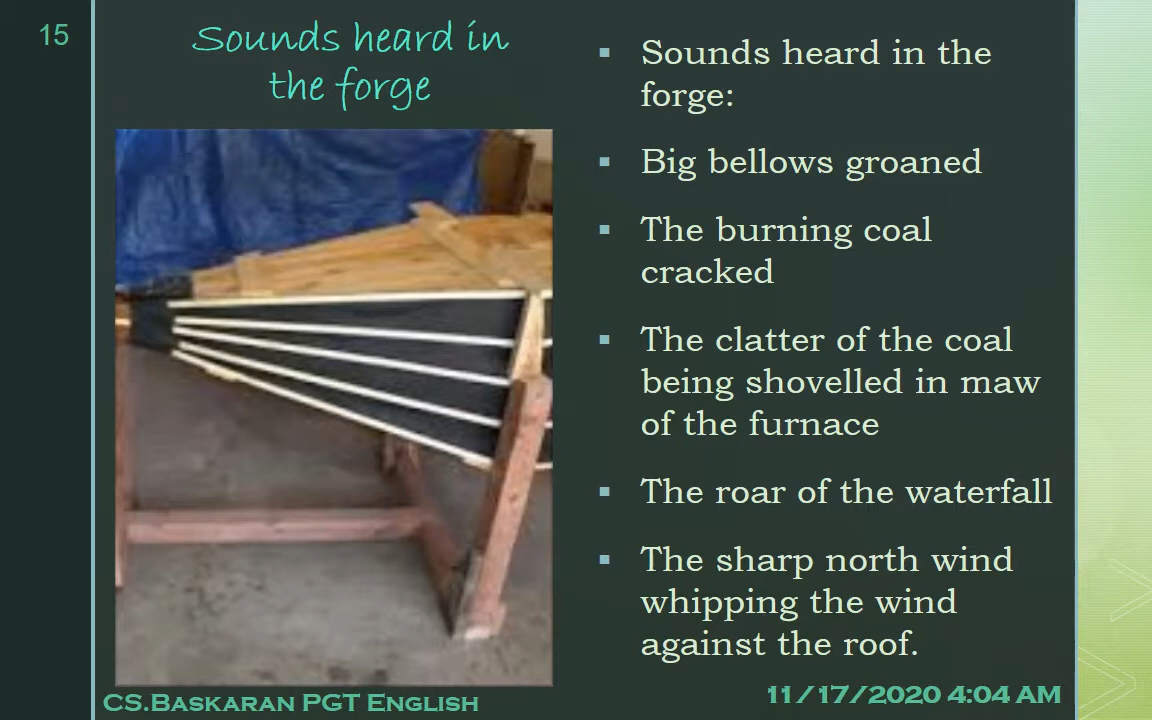 15
Sounds heard in
the forge
Sounds heard in the
forge:
Big bellows groaned
The burning coal
cracked
The clatter of the coal
being shovelled in maw
of the furnace
The roar of the waterfall
The sharp north wind
whipping the wind
against the roof.
CS.Baskaran PGT English
11/17/2020 4:04 AM